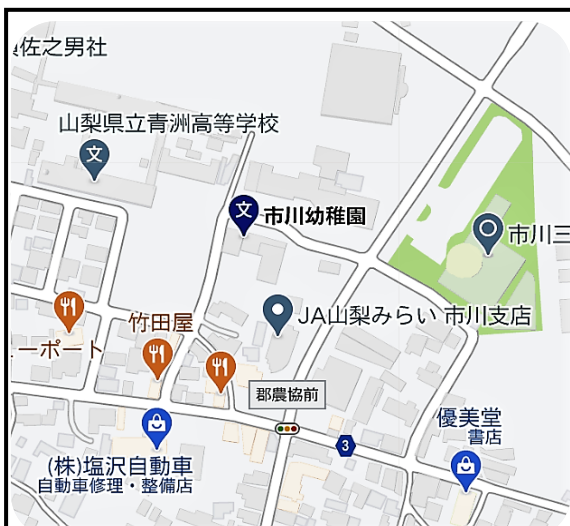 佐之男社
山梨県立青洲高等学校
文
文
市川幼稚園
市川三
JA山梨みらい 市川支店
竹田屋
ーポート
郡農協前
3
優美堂
書店
(株)塩沢自動車
自動車修理・整備店